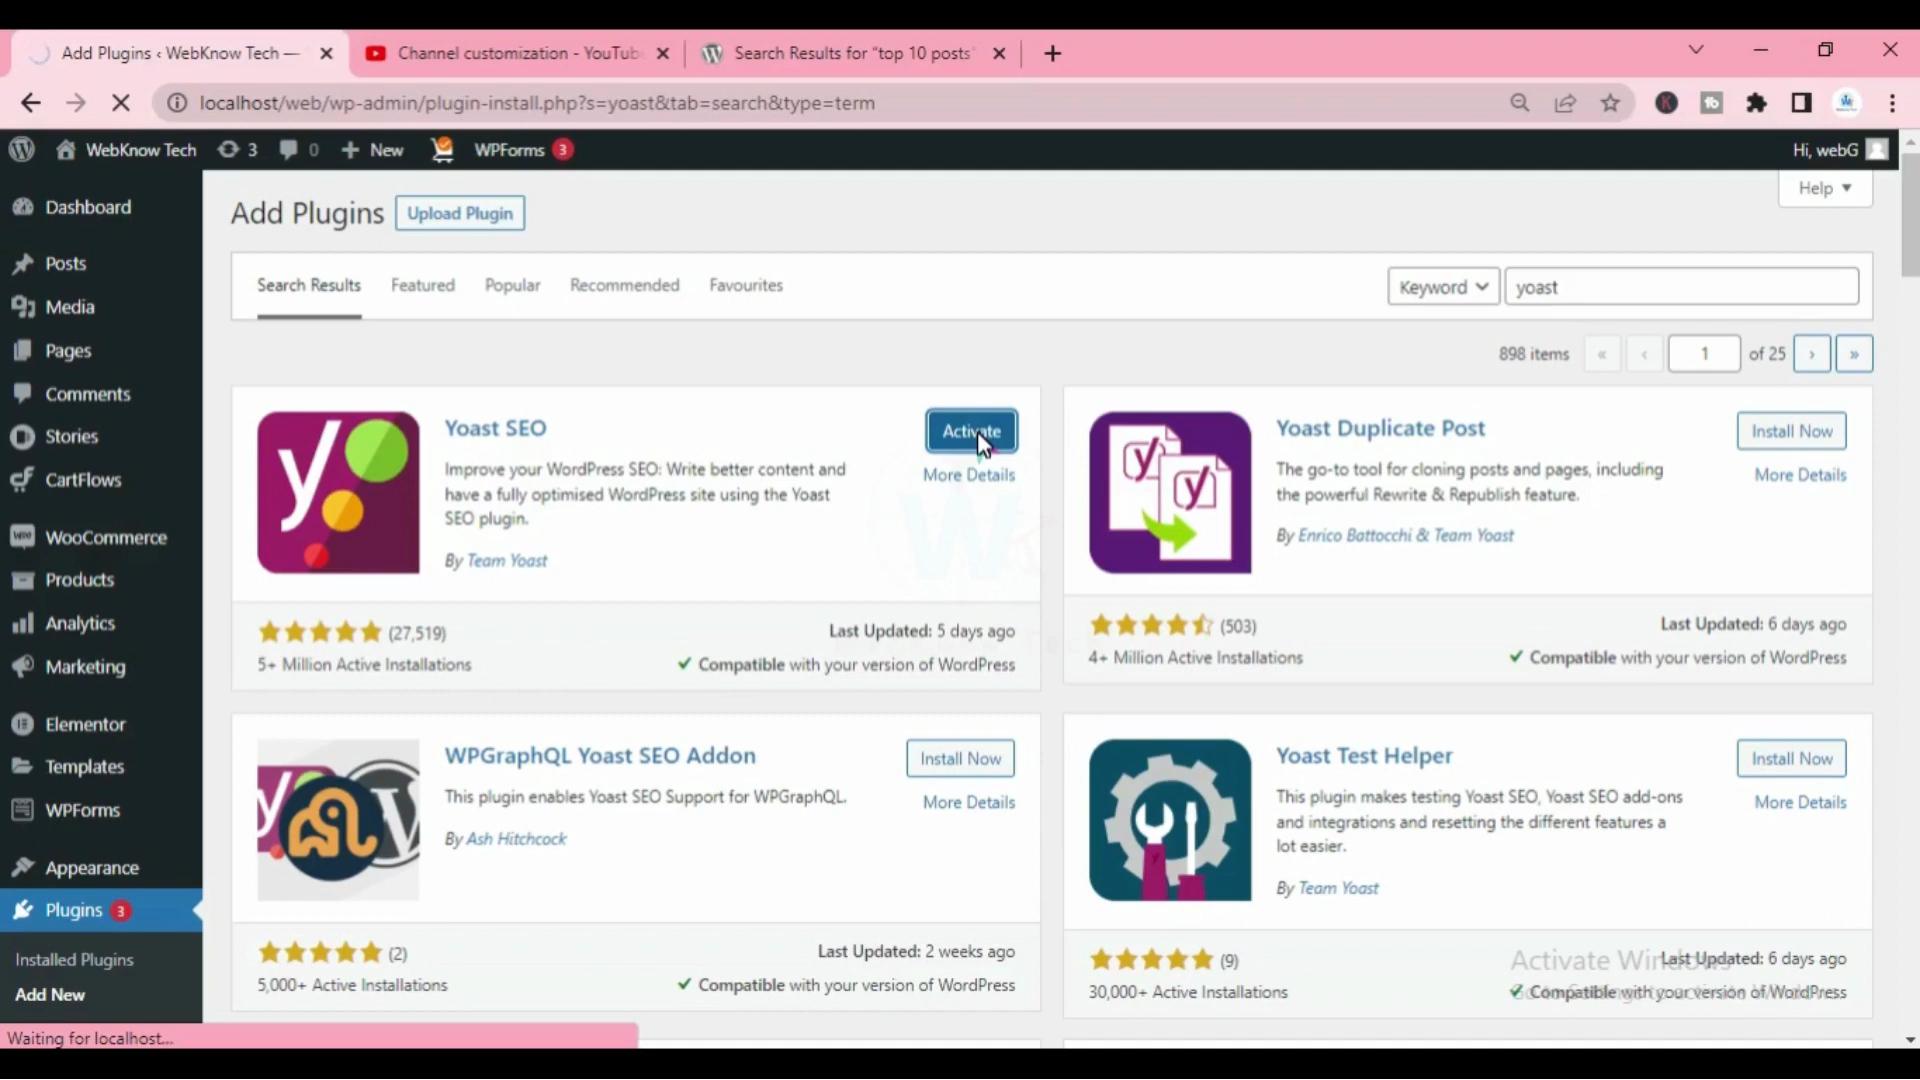 Add Plugins ‹ WebKnow Tech —
Channel customization - YouTub
Search Results for "top 10 posts"
localhost/web/wp-admin/plugin-install.php?s=yoast&tab=search&type=term
WebKnow Tech
3
0
New
WPForms 3
Hi, webG
Help
Dashboard
Posts
Media
Pages
Comments
Stories
CartFlows
WooCommerce
Products
Analytics
Marketing
Elementor
Templates
WPForms
Appearance
Plugins 3
Installed Plugins
Add New
Add Plugins
Upload Plugin
Search Results
Featured
Popular
Recommended
Favourites
Keyword
yoast
898 items
«
‹
1
of 25
›
»
Yoast SEO
Activate
More Details
Improve your WordPress SEO: Write better content and
have a fully optimised WordPress site using the Yoast
SEO plugin.
By Team Yoast
(27,519)
Last Updated: 5 days ago
5+ Million Active Installations
Compatible with your version of WordPress
Yoast Duplicate Post
Install Now
More Details
The go-to tool for cloning posts and pages, including
the powerful Rewrite & Republish feature.
By Enrico Battocchi & Team Yoast
(503)
Last Updated: 6 days ago
4+ Million Active Installations
Compatible with your version of WordPress
WPGraphQL Yoast SEO Addon
Install Now
More Details
This plugin enables Yoast SEO Support for WPGraphQL.
By Ash Hitchcock
(2)
Last Updated: 2 weeks ago
5,000+ Active Installations
Compatible with your version of WordPress
Yoast Test Helper
Install Now
More Details
This plugin makes testing Yoast SEO, Yoast SEO add-ons
and integrations and resetting the different features a
lot easier.
By Team Yoast
(9)
Last Updated: 6 days ago
30,000+ Active Installations
Compatible with your version of WordPress
Activate Windows
Waiting for localhost...